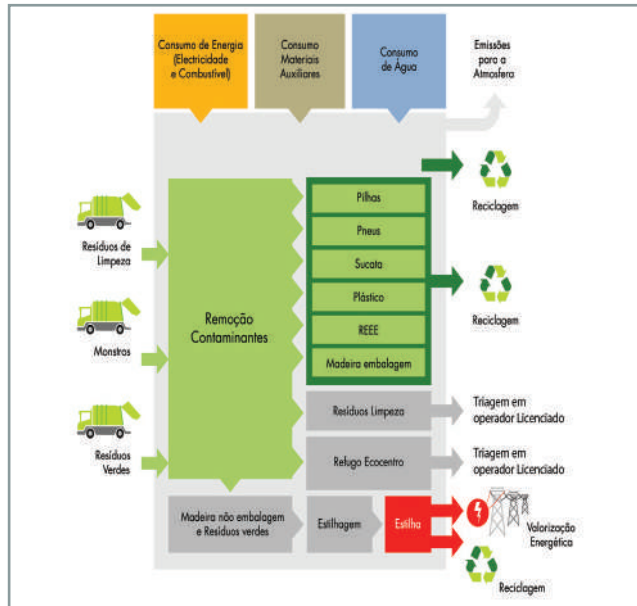 Consumo de Energia
(Electricidade
e Combustível)
Consumo
Materiais
Auxiliares
Consumo
de Água
Emissões
para a
Atmosfera
Resíduos de
Limpeza
Monstros
Resíduos
Verdes
Remoção
Contaminantes
Pilhas
Pneus
Sucata
Plástico
REEE
Madeira embalagem
Reciclagem
Reciclagem
Resíduos Limpeza
Triagem em
operador Licenciado
Refugo Ecocentro
Triagem em
operador Licenciado
Madeira não embalagem
e Resíduos verdes
Estilhagem
Estilha
Valorização
Energética
Reciclagem